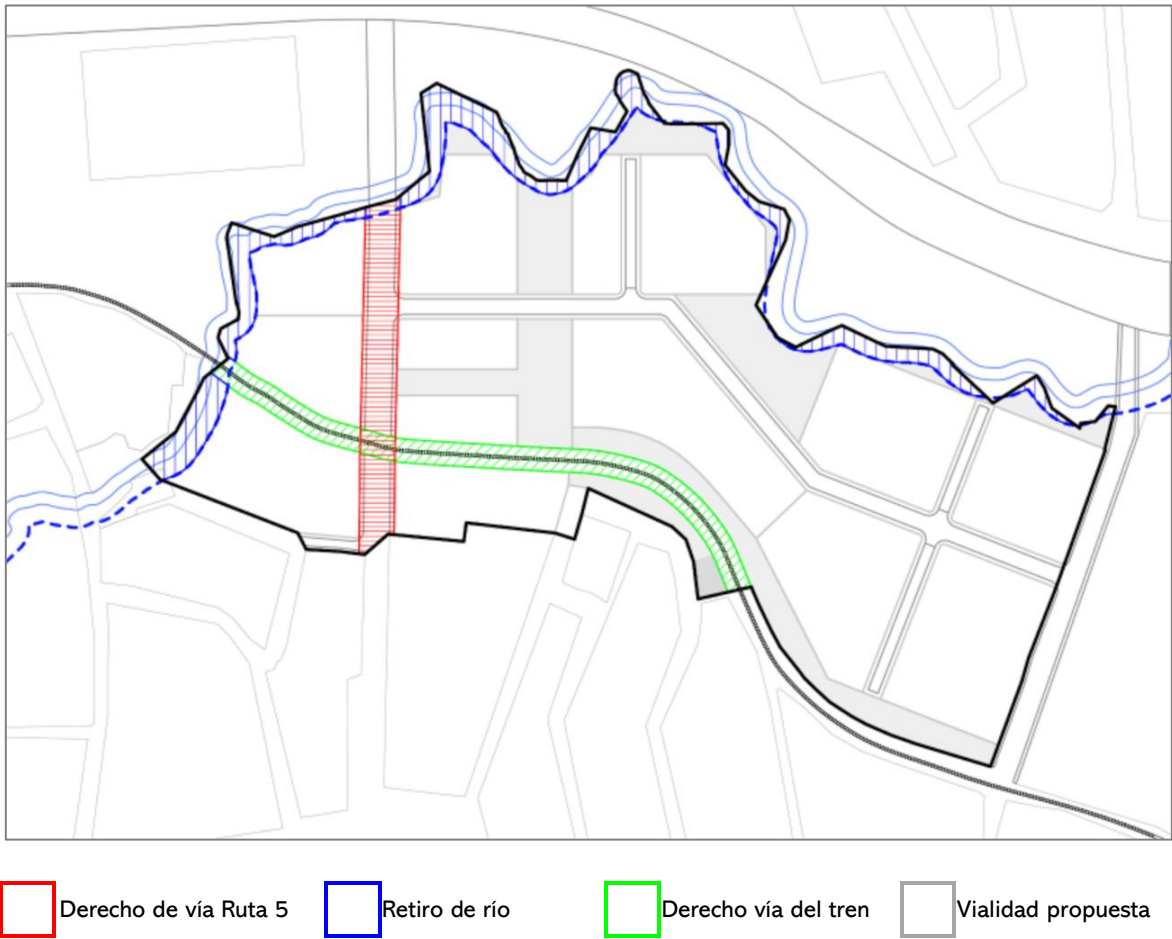 Derecho de vía Ruta 5
Retiro de río
Derecho vía del tren
Vialidad propuesta